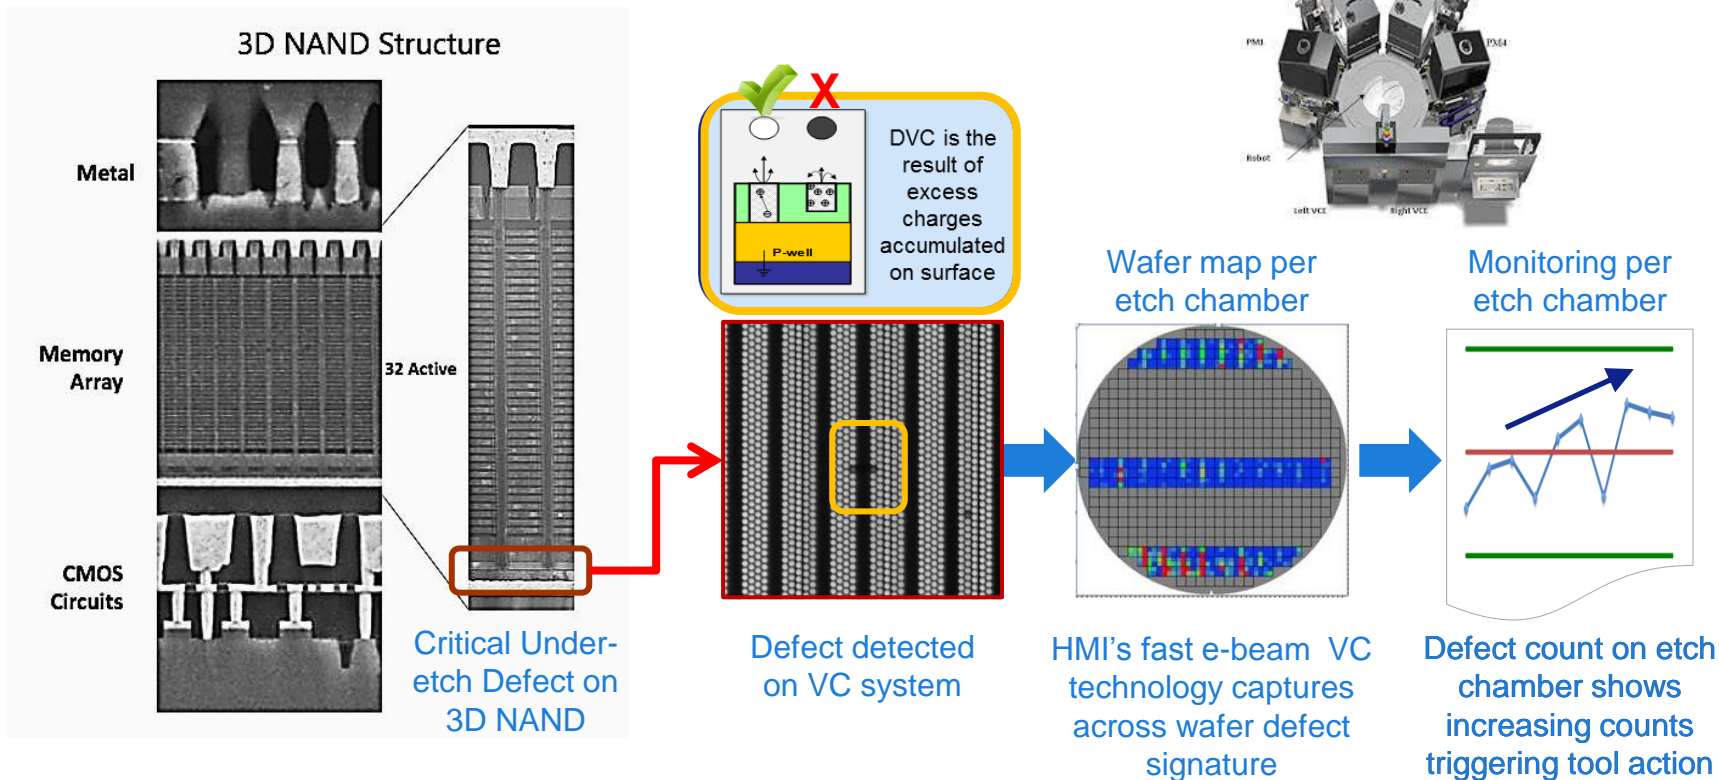 3D NAND Structure
Metal
Memory
Array
32 Active
CMOS
Circuits
Critical Under-
etch Defect on
3D NAND
X
DVC is the
result of
excess
charges
accumulated
on surface
P-well
Defect detected
on VC system
PM1
PM4
Robot
Left VCE
Right VCE
Wafer map per
etch chamber
HMI's fast e-beam VC
technology captures
across wafer defect
signature
Monitoring per
etch chamber
Defect count on etch
chamber shows
increasing counts
triggering tool action